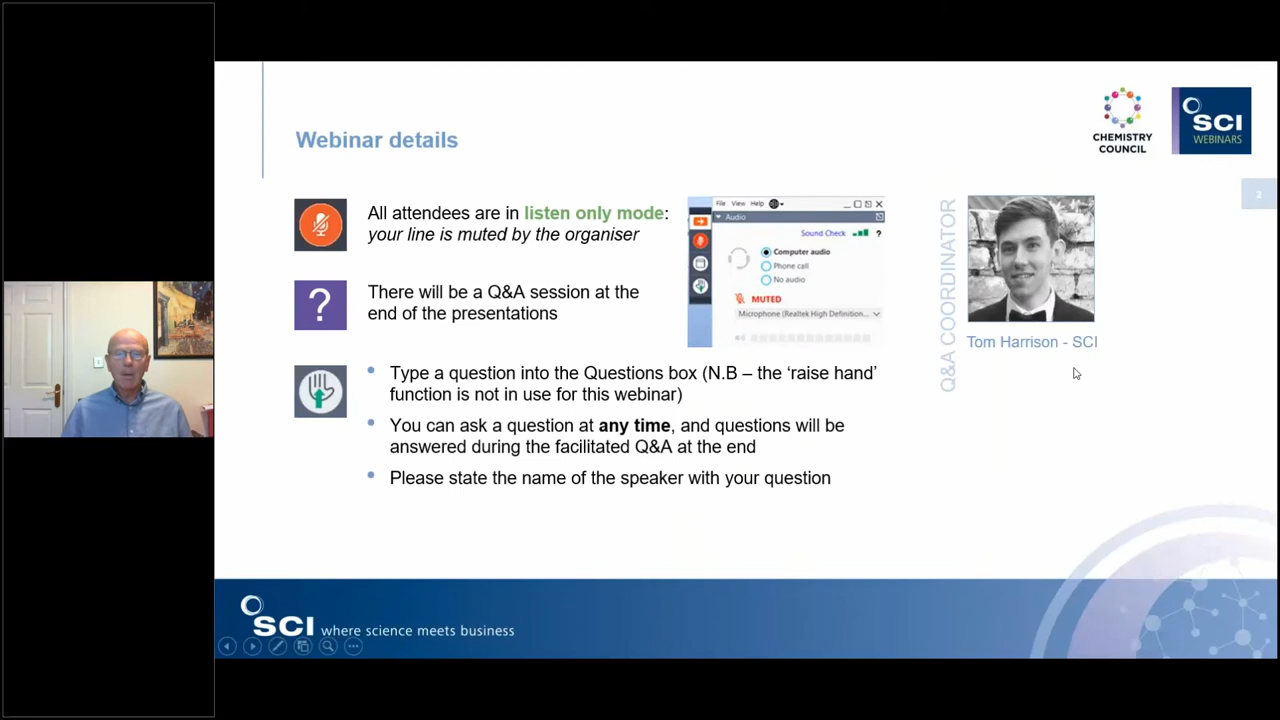 Webinar details
CHEMISTRY
COUNCIL
SCI
WEBINARS
2
All attendees are in listen only mode:
your line is muted by the organiser
There will be a Q&A session at the
end of the presentations
File View Help
Audio
Sound Check
?
Computer audio
Phone call
No audio
MUTED
Microphone (Realtek High Definition...
Q&A COORDINATOR
Tom Harrison - SCI
?
• Type a question into the Questions box (N.B – the ‘raise hand’
function is not in use for this webinar)
• You can ask a question at any time, and questions will be
answered during the facilitated Q&A at the end
• Please state the name of the speaker with your question
SCI where science meets business